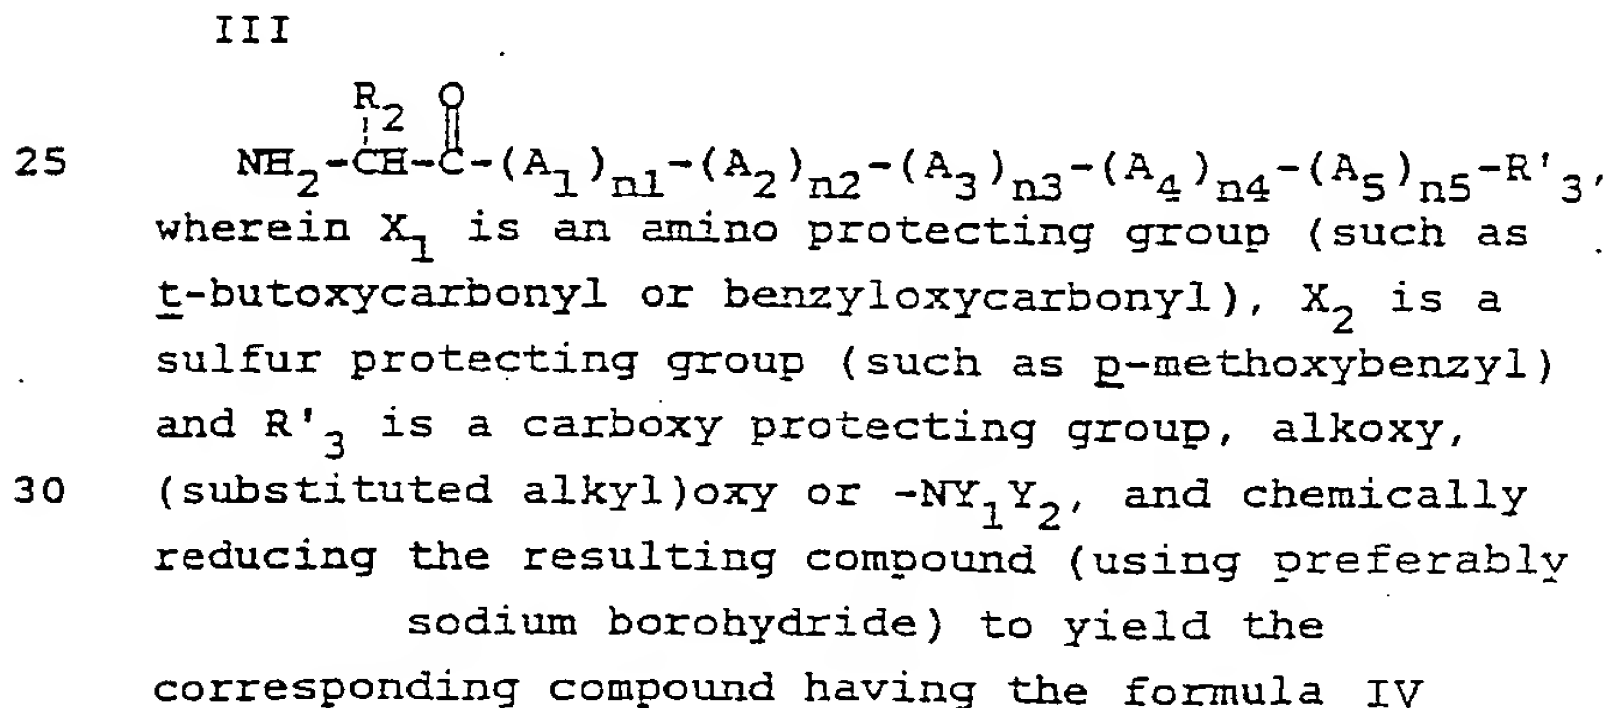 III
R2 O
25 NH2-CH-C-(A1)n1-(A2)n2-(A3)n3-(A4)n4-(A5)n5-R'3,
wherein X1 is an amino protecting group (such as
t-butoxycarbonyl or benzyloxycarbonyl), X2 is a
sulfur protecting group (such as p-methoxybenzyl)
and R'3 is a carboxy protecting group, alkoxy,
30 (substituted alkyl)oxy or -NY1Y2, and chemically
reducing the resulting compound (using preferably
sodium borohydride) to yield the
corresponding compound having the formula IV